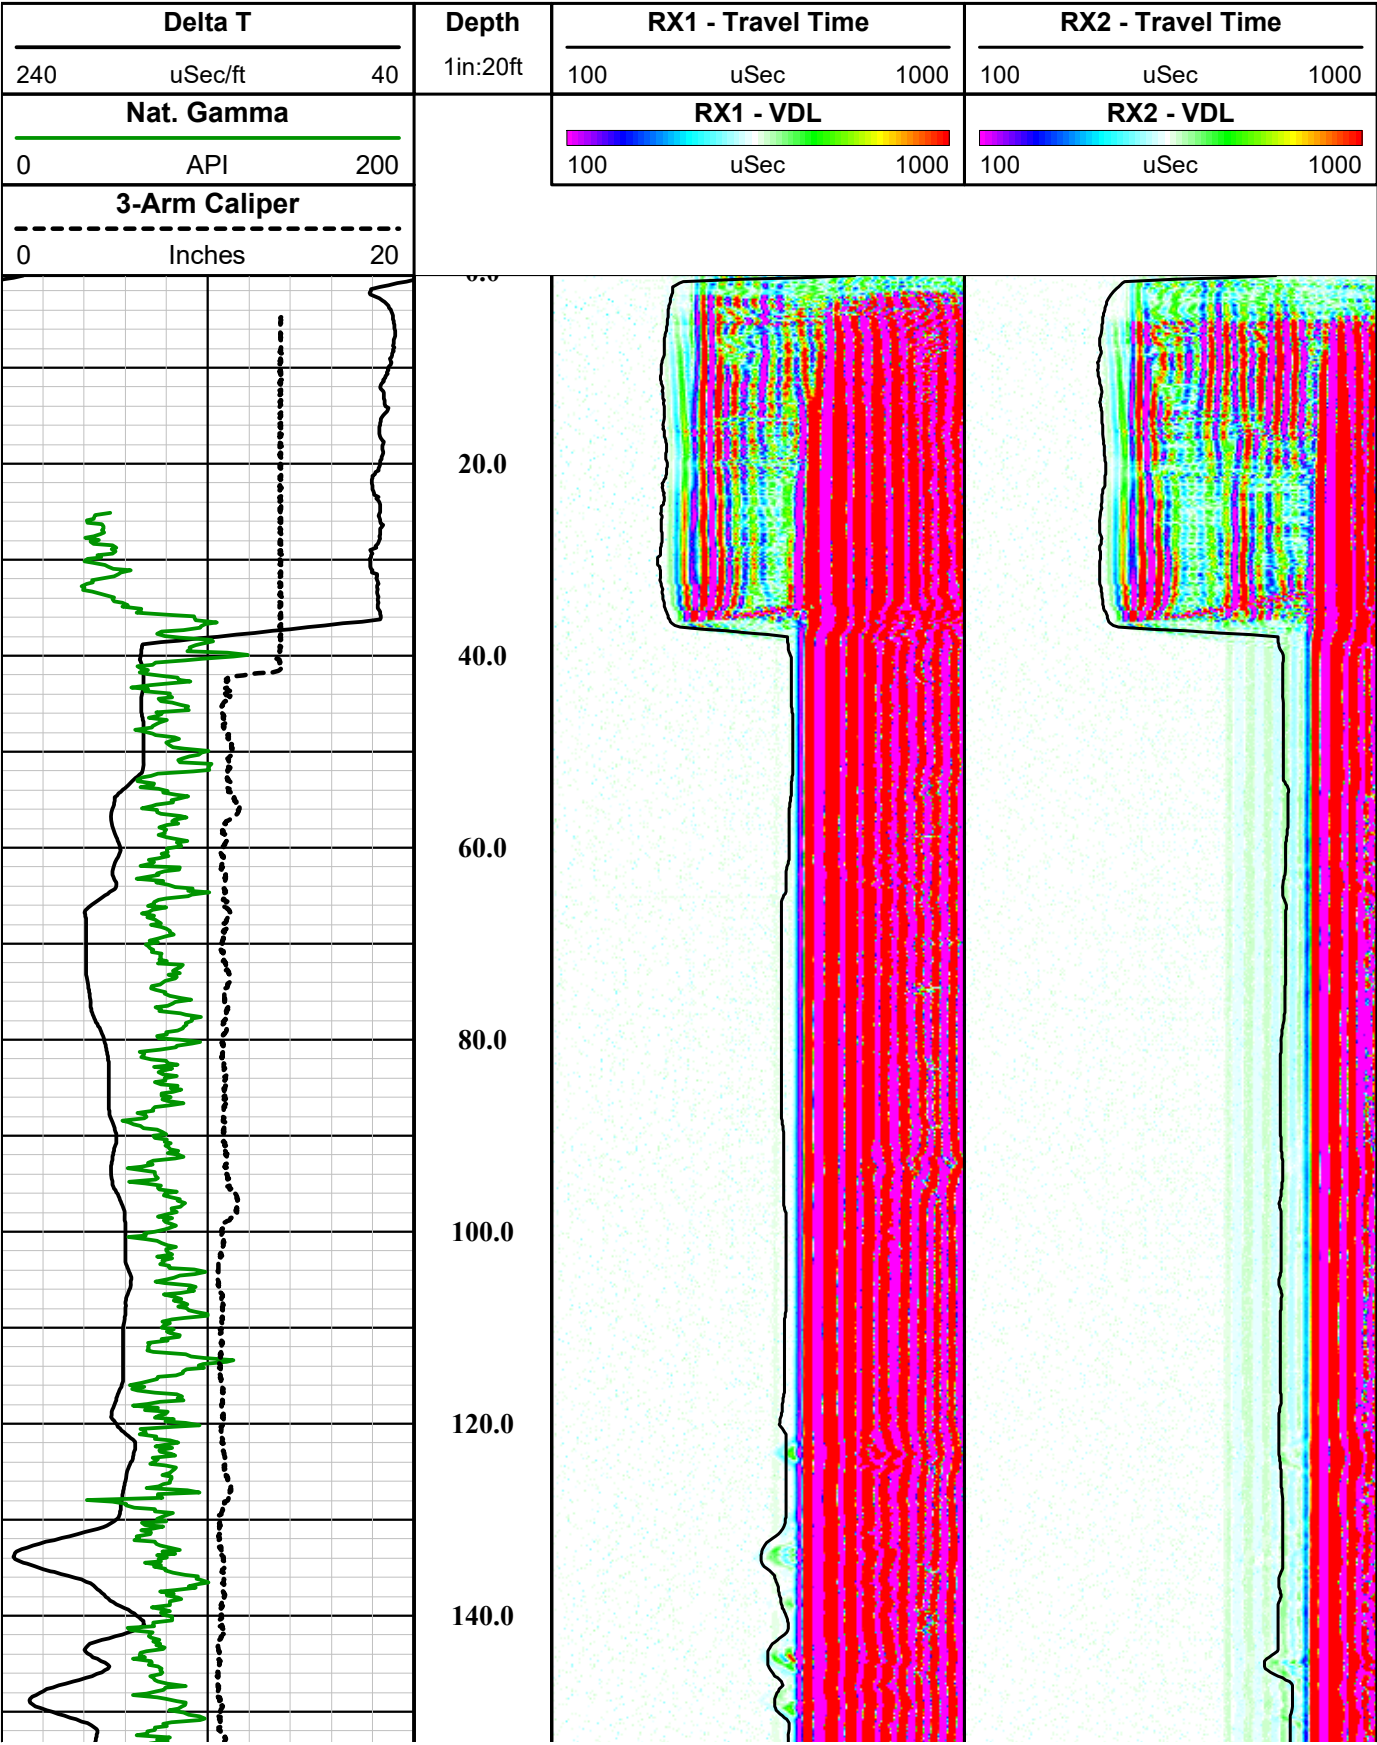 Delta T
240 uSec/ft 40
Nat. Gamma
0 API 200
3-Arm Caliper
0 Inches 20
Depth
1in:20ft
RX1 - Travel Time
100 uSec 1000
RX1 - VDL
100 uSec 1000
RX2 - Travel Time
100 uSec 1000
RX2 - VDL
100 uSec 1000
0.0
20.0
40.0
60.0
80.0
100.0
120.0
140.0